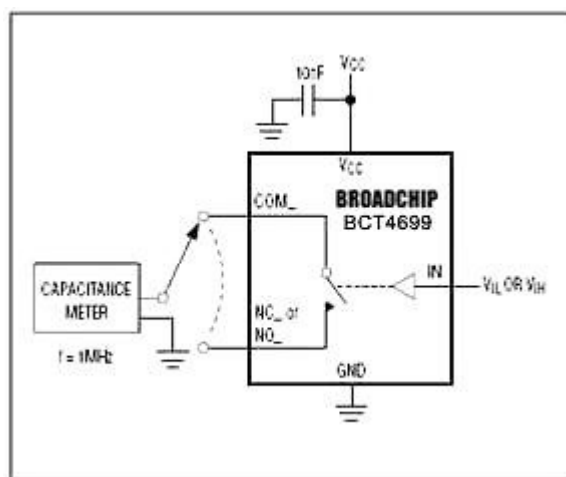 10nF
VCC
VCC
BROADCHIP
BCT4699
COM_
IN
VIL OR VIH
CAPACITANCE
METER
NC_ or
NO_
f = 1MHz
GND